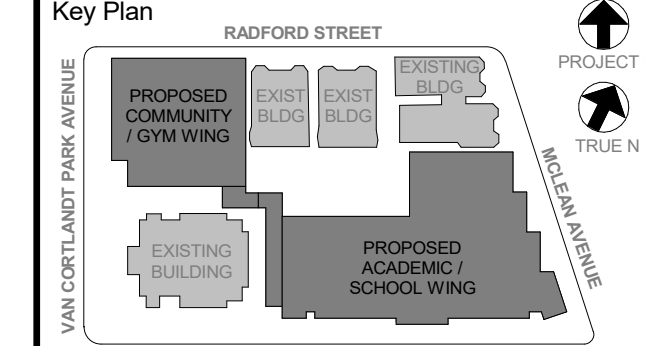 Key Plan
RADFORD STREET
PROJECT
TRUE N
VAN CORTLANDT PARK AVENUE
PROPOSED
COMMUNITY
/ GYM WING
EXIST
BLDG
EXIST
BLDG
EXISTING
BLDG
MCLEAN AVENUE
EXISTING
BUILDING
PROPOSED
ACADEMIC /
SCHOOL WING